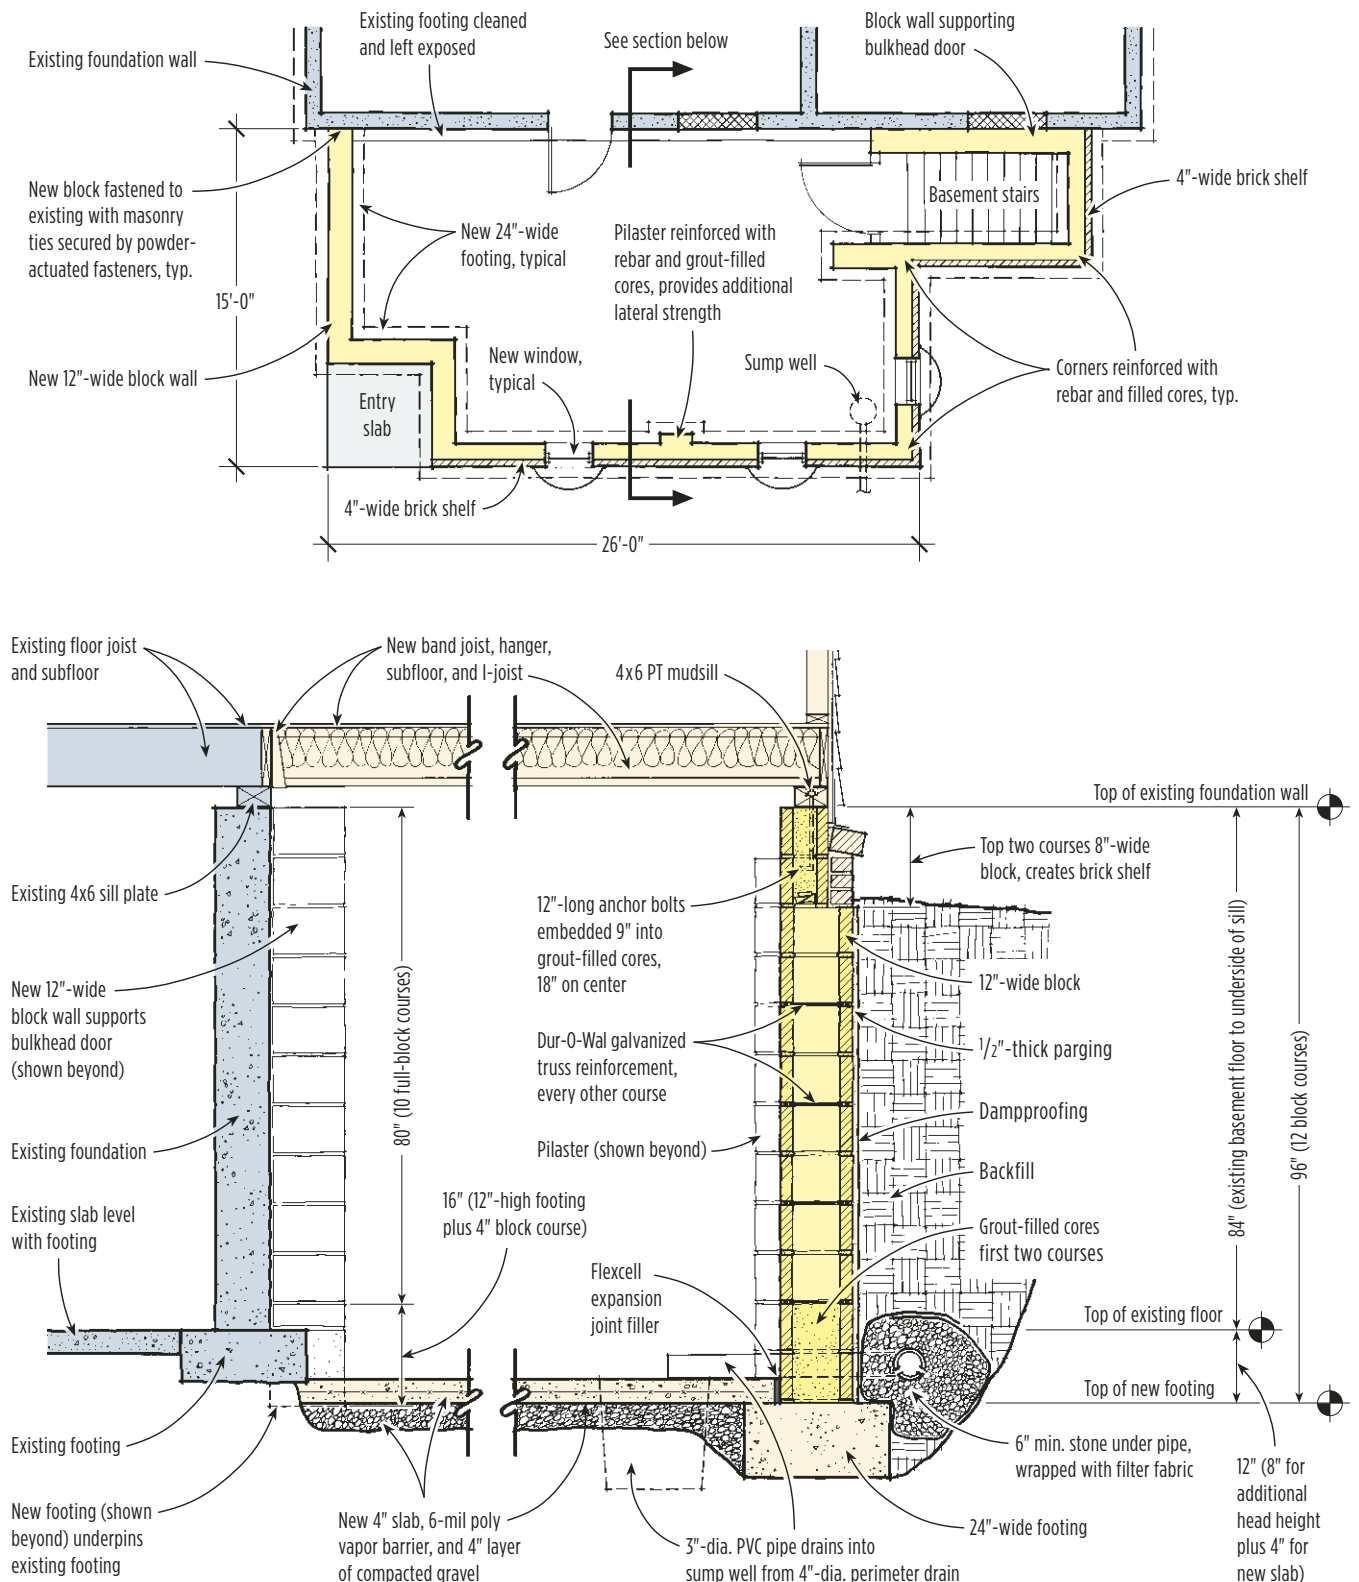 Existing footing cleaned
and left exposed
See section below
Block wall supporting
bulkhead door
Existing foundation wall
New block fastened to
existing with masonry
ties secured by powder-
actuated fasteners, typ.
4"-wide brick shelf
Basement stairs
New 24"-wide
footing, typical
Pilaster reinforced with
rebar and grout-filled
cores, provides additional
lateral strength
15'-0"
New 12"-wide block wall
New window,
typical
Sump well
Corners reinforced with
rebar and filled cores, typ.
Entry
slab
4"-wide brick shelf
26'-0"
Existing floor joist
and subfloor
New band joist, hanger,
subfloor, and I-joist
4x6 PT mudsill
Top of existing foundation wall
Top two courses 8"-wide
block, creates brick shelf
Existing 4x6 sill plate
12"-long anchor bolts
embedded 9" into
grout-filled cores,
18" on center
New 12"-wide
block wall supports
bulkhead door
(shown beyond)
80" (10 full-block courses)
12"-wide block
Dur-O-Wal galvanized
truss reinforcement,
every other course
1/2"-thick parging
84" (existing basement floor to underside of sill)
96" (12 block courses)
Dampproofing
Existing foundation
Pilaster (shown beyond)
Backfill
Existing slab level
with footing
16" (12"-high footing
plus 4" block course)
Grout-filled cores
first two courses
Flexcell
expansion
joint filler
Top of existing floor
Top of new footing
Existing footing
6" min. stone under pipe,
wrapped with filter fabric
12" (8" for
additional
head height
plus 4" for
new slab)
New footing (shown
beyond) underpins
existing footing
New 4" slab, 6-mil poly
vapor barrier, and 4" layer
of compacted gravel
24"-wide footing
3"-dia. PVC pipe drains into
sump well from 4"-dia. perimeter drain